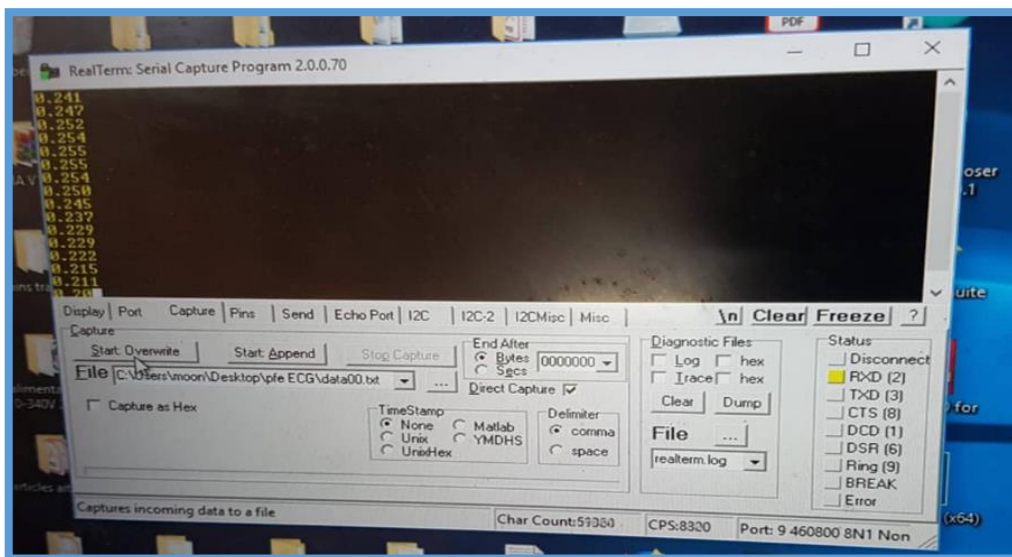 PDF
RealTerm: Serial Capture Program 2.0.0.70
0.241
0.247
0.252
0.254
0.255
0.255
0.254
0.250
0.245
0.237
0.229
0.229
0.222
0.215
0.211
0.20
Display Port Capture Pins Send Echo Port I2C I2C-2 I2CMisc Misc \n Clear Freeze ?
Capture
Start: Overwrite Start: Append Stop Capture
End After
Bytes
Secs
0000000
File C:\Users\moon\Desktop\pfe ECG\data00.txt ...
Direct Capture
Capture as Hex
TimeStamp
None Matlab
Unix YMDHS
UnixHex
Delimiter
comma
space
Diagnostic Files
Log hex
Trace hex
Clear Dump
File ...
realterm.log
Status
Disconnect
RXD (2)
TXD (3)
CTS (8)
DCD (1)
DSR (6)
Ring (9)
BREAK
Error
Captures incoming data to a file
CPS:8320
Port: 9 460800 8N1 Non
oser
.1
uite
for
(x64)